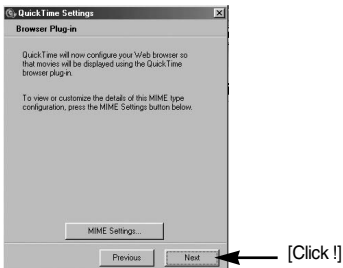 QuickTime Settings
Browser Plug-in
QuickTime will now configure your Web browser so
that movies will be displayed using the QuickTime
browser plug-in.
To view or customize the details of this MIME type
configuration, press the MIME Settings button below.
MIME Settings...
Previous
Next
[Click !]